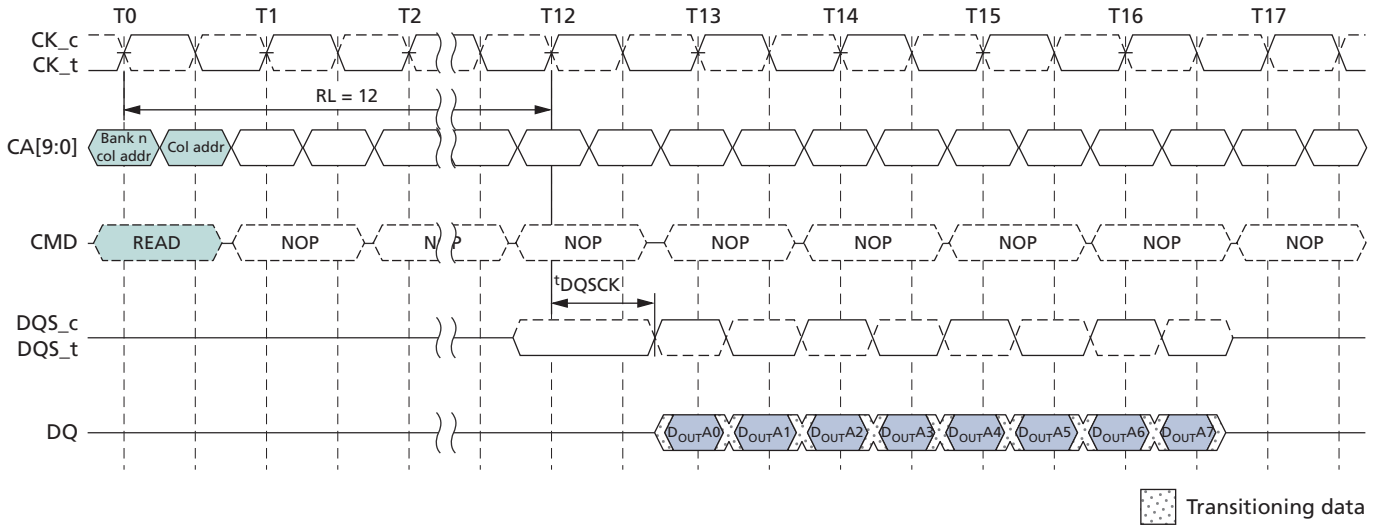 T0 T1 T2 T12 T13 T14 T15 T16 T17
CK_c
CK_t
RL = 12
CA[9:0]
Bank n
col addr
Col addr
CMD READ NOP NOP NOP NOP NOP NOP NOP NOP
tDQSCK
DQS_c
DQS_t
DQ DOUTA0 DOUTA1 DOUTA2 DOUTA3 DOUTA4 DOUTA5 DOUTA6 DOUTA7
Transitioning data